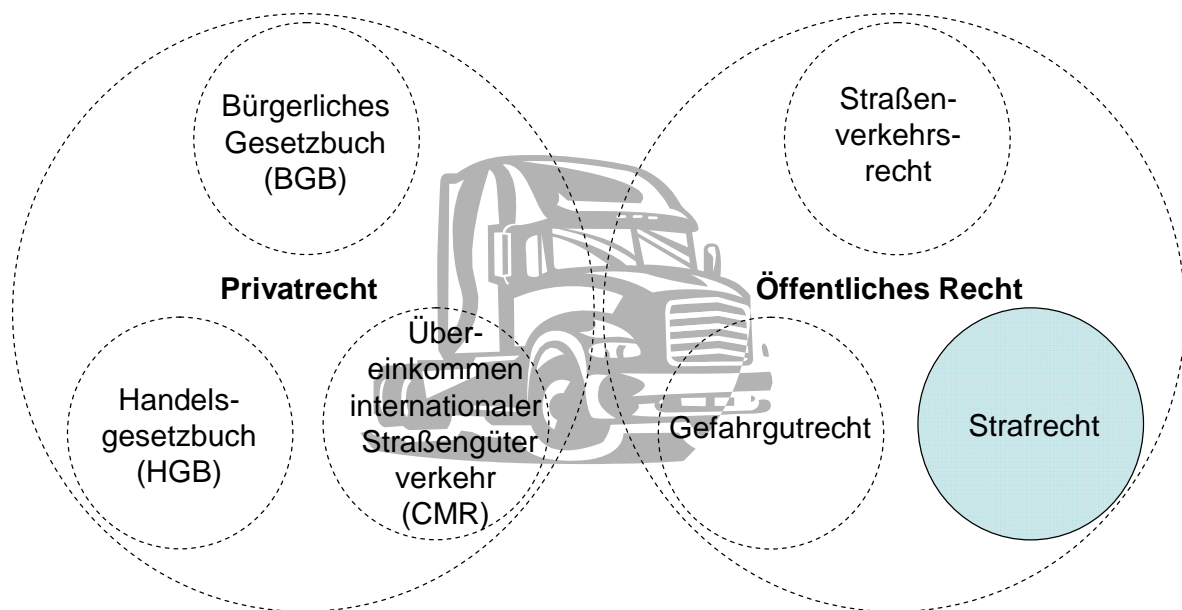 Bürgerliches
Gesetzbuch
(BGB)
Straßen-
verkehrs-
recht
Privatrecht
Öffentliches Recht
Handels-
gesetzbuch
(HGB)
Über-
einkommen
internationaler
Straßengüter
verkehr
(CMR)
Gefahrgutrecht
Strafrecht